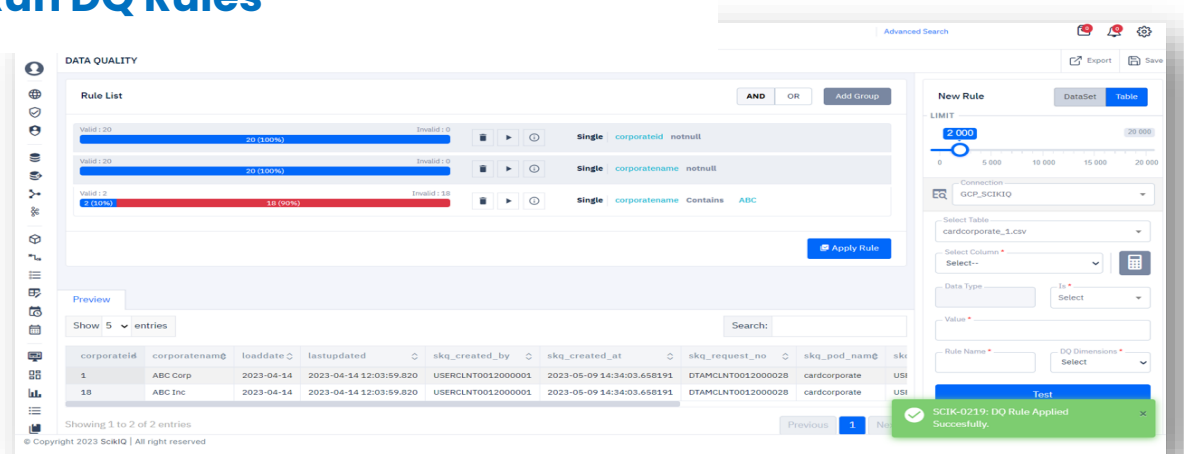 Run DQ Rules
Advanced Search
DATA QUALITY
Export
Save
Rule List
AND
OR
Add Group
Valid : 20
Invalid : 0
20 (100%)
Single corporateid notnull
Valid : 20
Invalid : 0
20 (100%)
Single corporatename notnull
Valid : 2
Invalid : 18
2 (10%)
18 (90%)
Single corporatename Contains ABC
Apply Rule
New Rule
DataSet
Table
LIMIT
2 000
20 000
0 5 000 10 000 15 000 20 000
Connection
GCP_SCIKIQ
Select Table
cardcorporate_1.csv
Select Column *
Select--
Data Type
Is *
Select
Value *
Rule Name *
DQ Dimensions *
Select
Test
Preview
Show 5 entries
Search:
corporateid corporatename loaddate lastupdated skq_created_by skq_created_at skq_request_no skq_pod_name
1 ABC Corp 2023-04-14 2023-04-14 12:03:59.820 USERCLNT0012000001 2023-05-09 14:34:03.658191 DTAMCLNT0012000028 cardcorporate
18 ABC Inc 2023-04-14 2023-04-14 12:03:59.820 USERCLNT0012000001 2023-05-09 14:34:03.658191 DTAMCLNT0012000028 cardcorporate
Showing 1 to 2 of 2 entries
Previous 1
SCIK-0219: DQ Rule Applied
Succesfully.
×
© Copyright 2023 ScikIQ | All right reserved